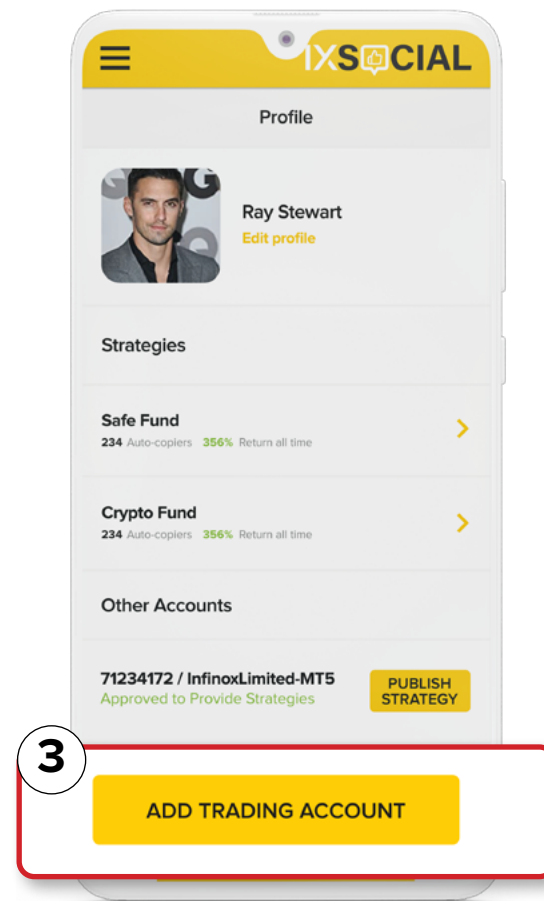 IXSOCIAL
Profile
Ray Stewart
Edit profile
Strategies
Safe Fund
234 Auto-copiers 356% Return all time
Crypto Fund
234 Auto-copiers 356% Return all time
Other Accounts
71234172 / InfinoxLimited-MT5
Approved to Provide Strategies
PUBLISH
STRATEGY
3
ADD TRADING ACCOUNT